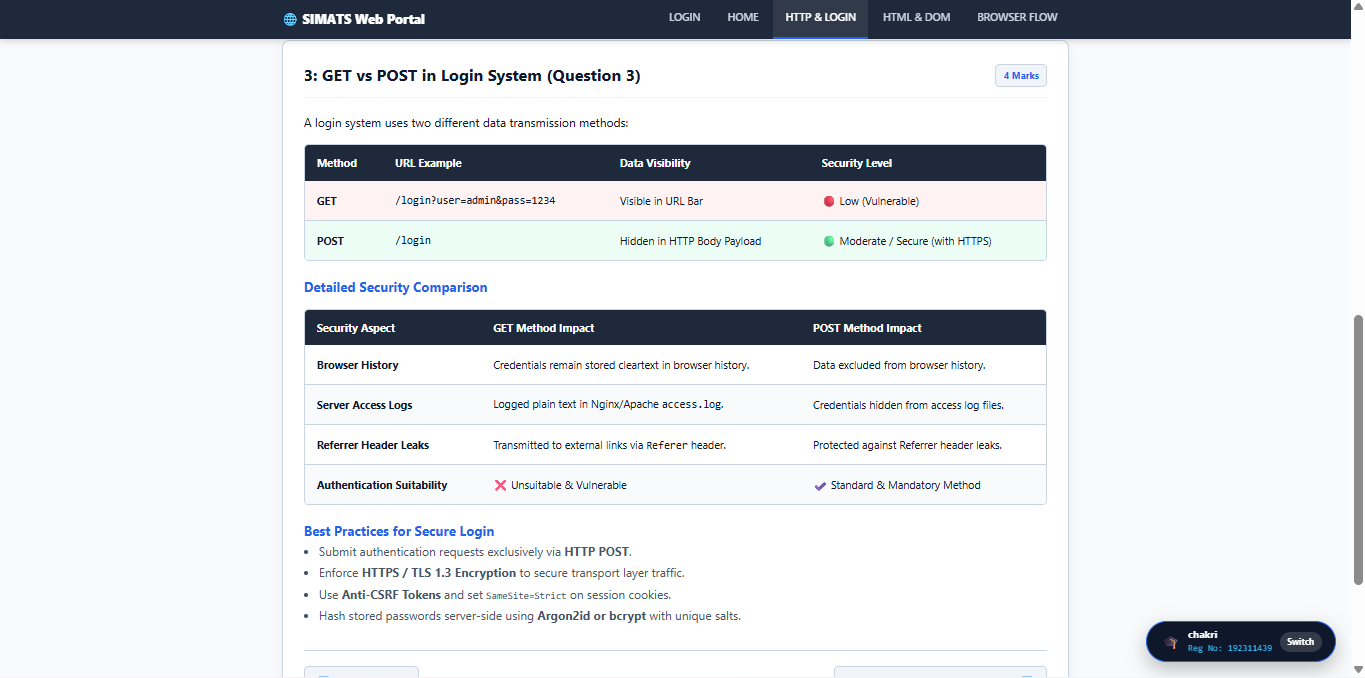 SIMATS Web Portal LOGIN HOME HTTP & LOGIN HTML & DOM BROWSER FLOW
3: GET vs POST in Login System (Question 3) 4 Marks
A login system uses two different data transmission methods:
Method URL Example Data Visibility Security Level
GET /login?user=admin&pass=1234 Visible in URL Bar Low (Vulnerable)
POST /login Hidden in HTTP Body Payload Moderate / Secure (with HTTPS)
Detailed Security Comparison
Security Aspect GET Method Impact POST Method Impact
Browser History Credentials remain stored cleartext in browser history. Data excluded from browser history.
Server Access Logs Logged plain text in Nginx/Apache access.log. Credentials hidden from access log files.
Referrer Header Leaks Transmitted to external links via Referer header. Protected against Referrer header leaks.
Authentication Suitability ❌ Unsuitable & Vulnerable ✔ Standard & Mandatory Method
Best Practices for Secure Login
• Submit authentication requests exclusively via HTTP POST.
• Enforce HTTPS / TLS 1.3 Encryption to secure transport layer traffic.
• Use Anti-CSRF Tokens and set SameSite=Strict on session cookies.
• Hash stored passwords server-side using Argon2id or bcrypt with unique salts.
chakri
Reg No: 192311439 Switch